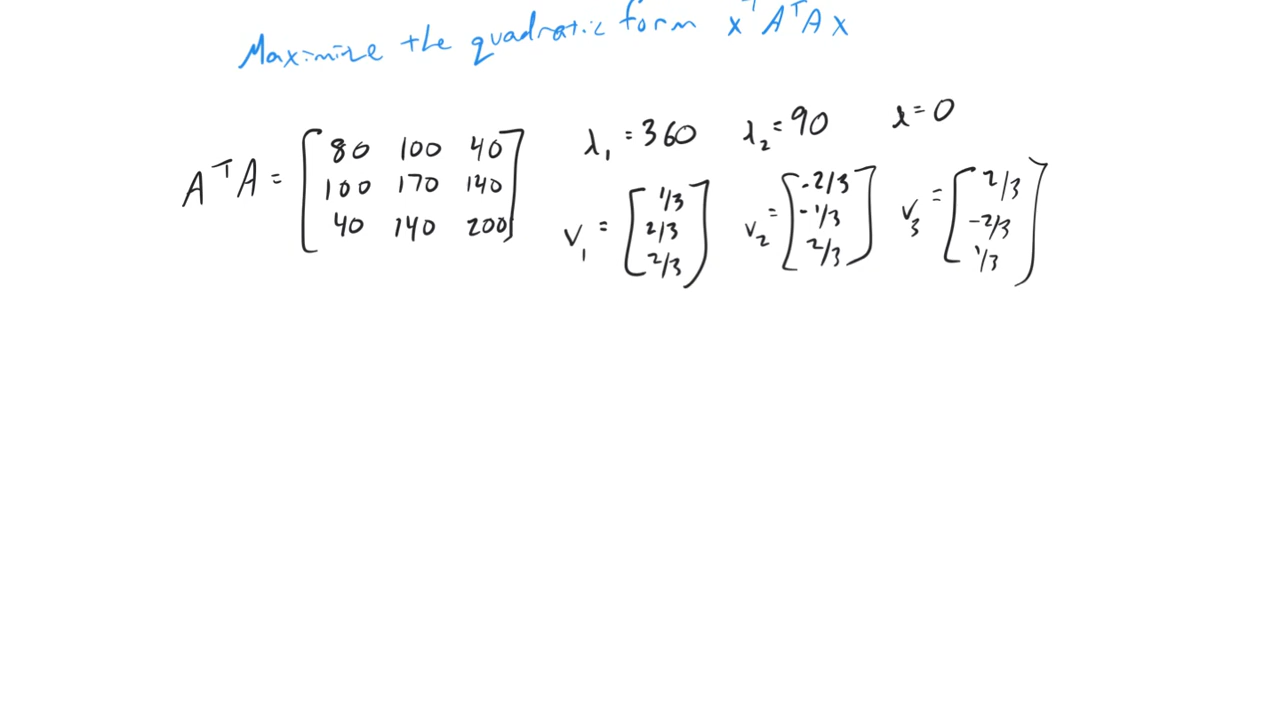 Maximize the quadratic form xᵀAᵀAx
λ₁ = 360 λ₂ = 90 λ = 0
AᵀA = [80 100 40; 100 170 140; 40 140 200]
v₁ = [1/3; 2/3; 2/3] v₂ = [-2/3; -1/3; 2/3] v₃ = [2/3; -2/3; 1/3]